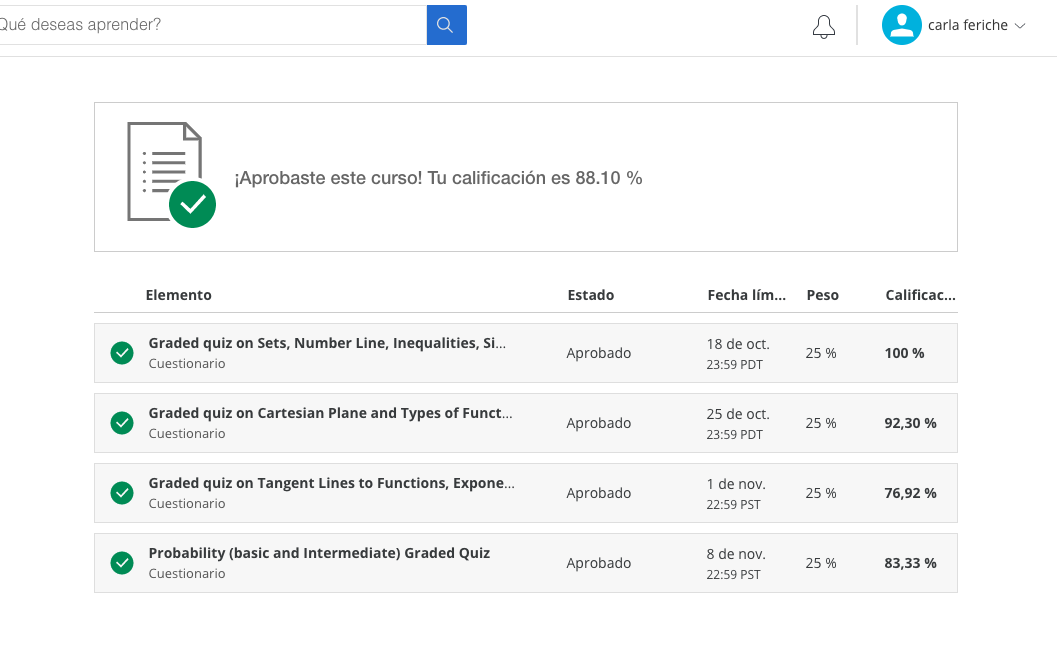 Qué deseas aprender?
carla feriche
¡Aprobaste este curso! Tu calificación es 88.10 %
Elemento Estado Fecha lím... Peso Calificac...
Graded quiz on Sets, Number Line, Inequalities, Si...
Cuestionario
Aprobado
18 de oct.
23:59 PDT
25 %
100 %
Graded quiz on Cartesian Plane and Types of Funct...
Cuestionario
Aprobado
25 de oct.
23:59 PDT
25 %
92,30 %
Graded quiz on Tangent Lines to Functions, Expone...
Cuestionario
Aprobado
1 de nov.
22:59 PST
25 %
76,92 %
Probability (basic and Intermediate) Graded Quiz
Cuestionario
Aprobado
8 de nov.
22:59 PST
25 %
83,33 %